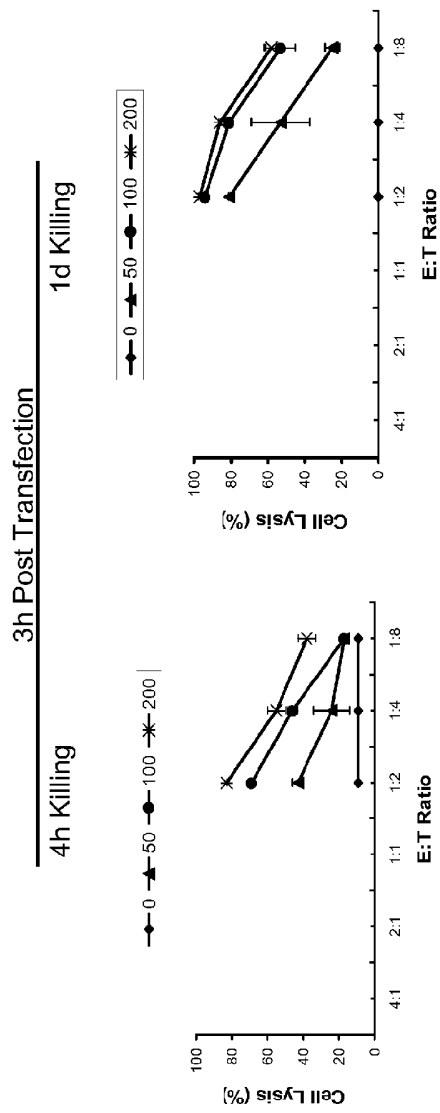 3h Post Transfection
4h Killing
0 50 100 200
100
80
60
40
20
0
Cell Lysis (%)
4:1 2:1 1:1 1:2 1:4 1:8
E:T Ratio
1d Killing
0 50 100 200
100
80
60
40
20
0
Cell Lysis (%)
4:1 2:1 1:1 1:2 1:4 1:8
E:T Ratio